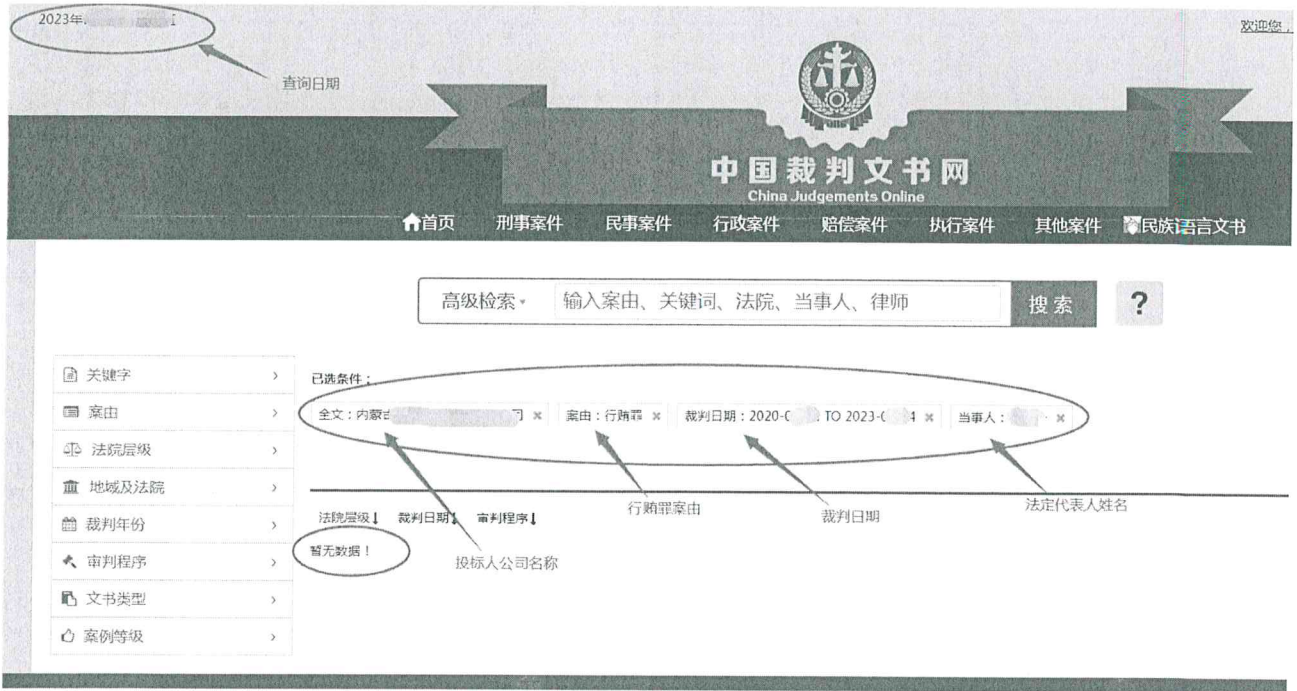 2023年
欢迎您，
查询日期
中国裁判文书网
China Judgements Online
首页 刑事案件 民事案件 行政案件 赔偿案件 执行案件 其他案件 民族语言文书
高级检索 输入案由、关键词、法院、当事人、律师 搜索 ?
关键字
案由
法院层级
地域及法院
裁判年份
审判程序
文书类型
案例等级
已选条件：
全文：内蒙古 司 × 案由：行贿罪 × 裁判日期：2020-0 TO 2023-0 4 × 当事人： ×
行贿罪案由 裁判日期 法定代表人姓名
法院层级 裁判日期 审判程序
暂无数据！
投标人公司名称